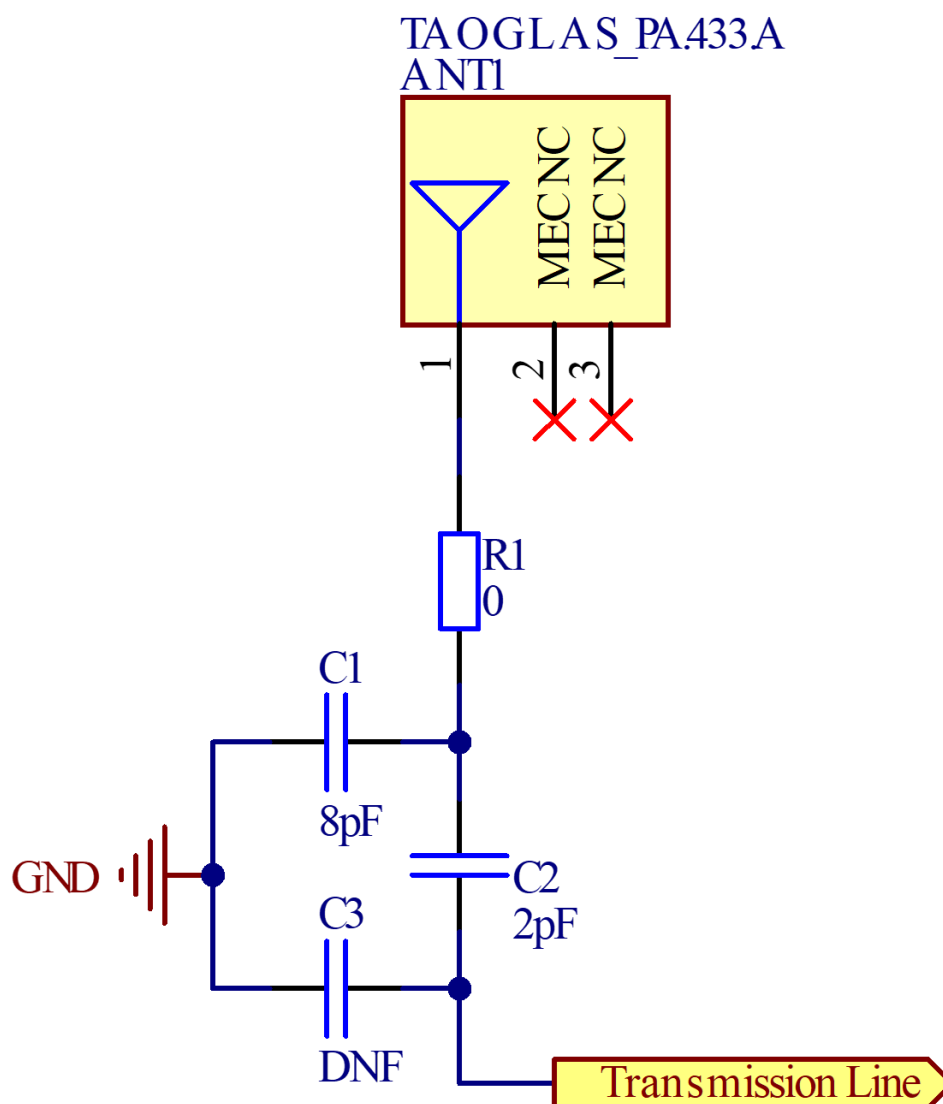 TAOGLAS_PA.433.A
ANT1
MECNC
MECNC
1
2
3
R1
0
C1
8pF
GND
C2
2pF
C3
DNF
Transmission Line